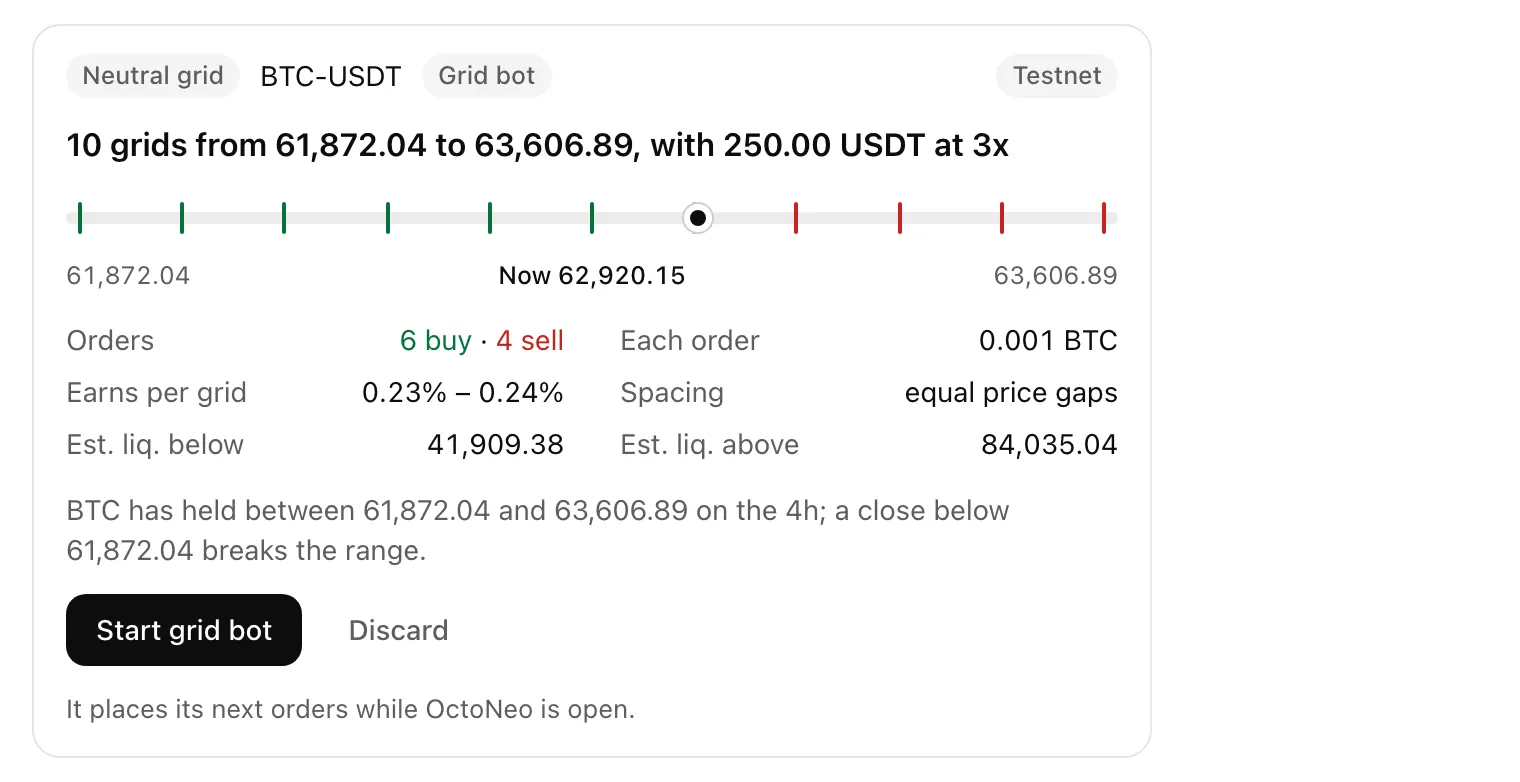 Neutral grid BTC-USDT Grid bot Testnet
10 grids from 61,872.04 to 63,606.89, with 250.00 USDT at 3x
61,872.04 Now 62,920.15 63,606.89
Orders 6 buy · 4 sell Each order 0.001 BTC
Earns per grid 0.23% – 0.24% Spacing equal price gaps
Est. liq. below 41,909.38 Est. liq. above 84,035.04
BTC has held between 61,872.04 and 63,606.89 on the 4h; a close below
61,872.04 breaks the range.
Start grid bot Discard
It places its next orders while OctoNeo is open.